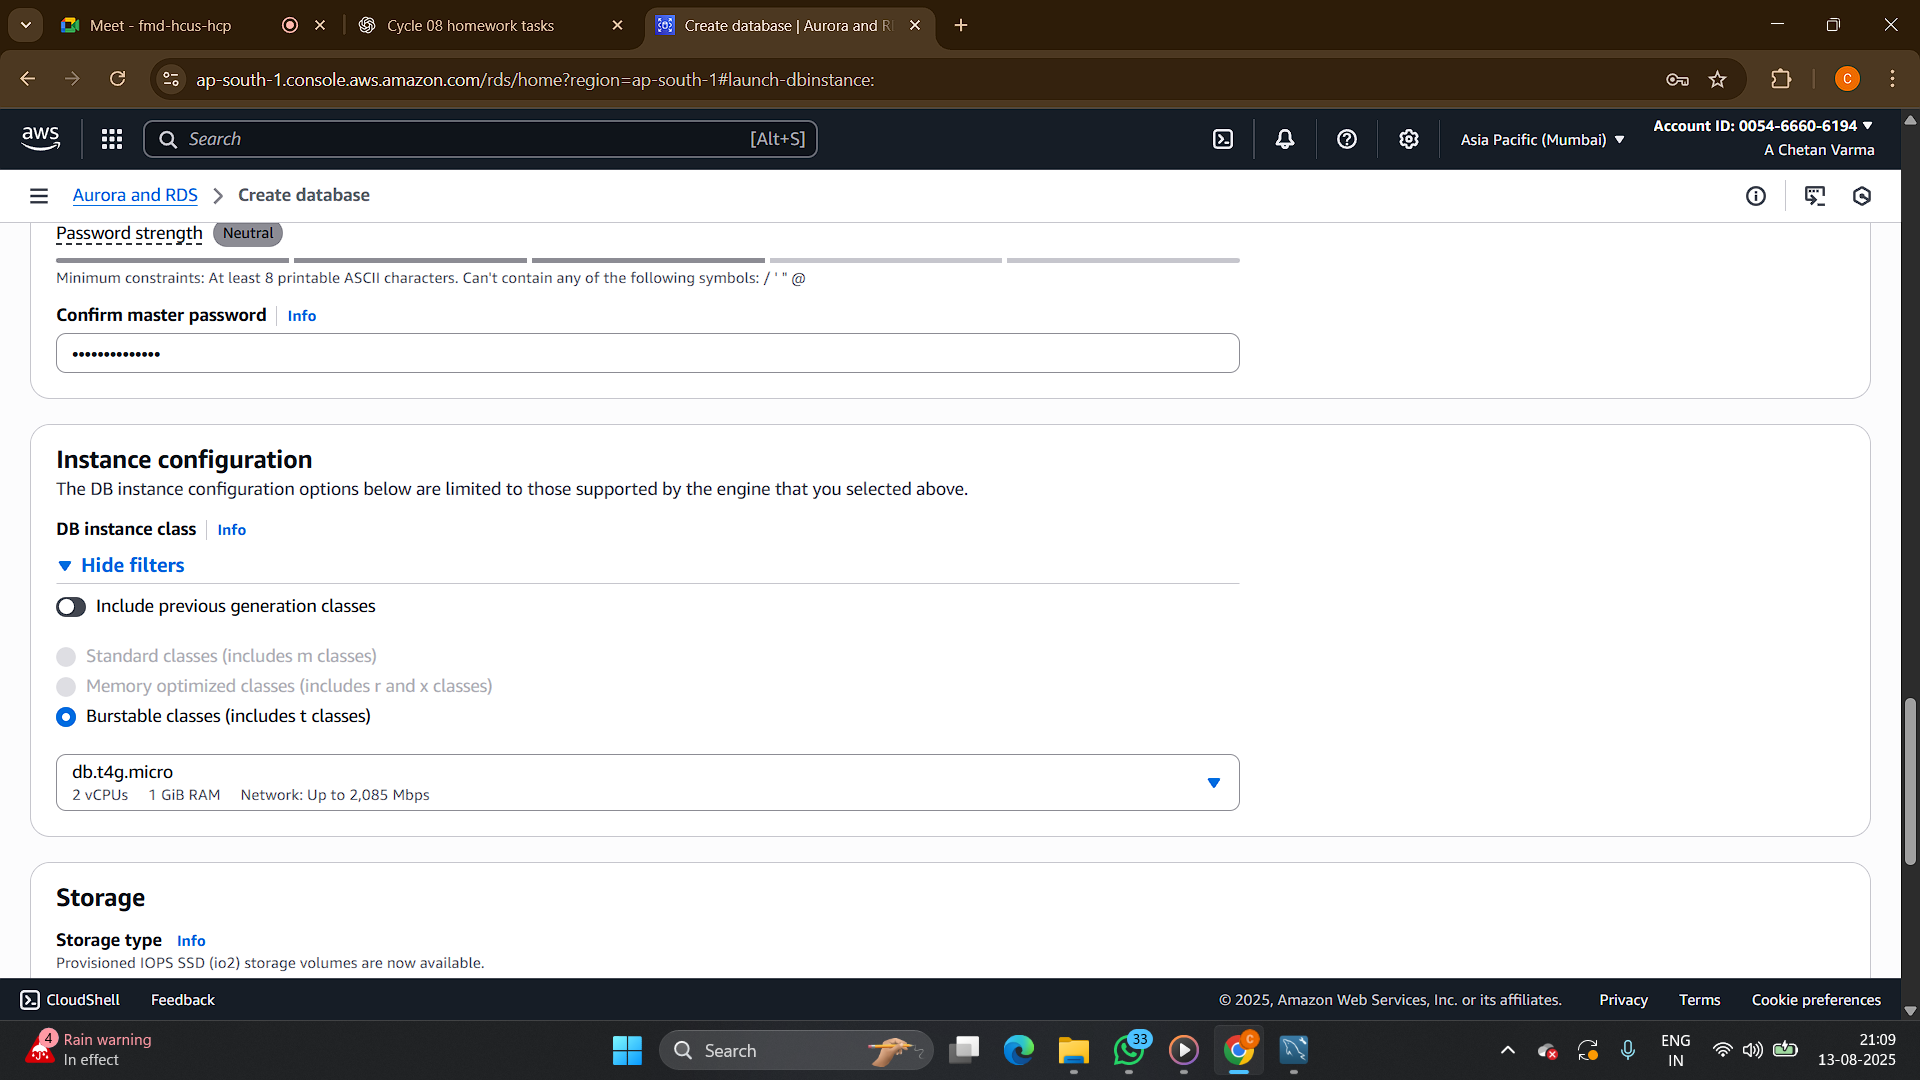 Meet - fmd-hcus-hcp
Cycle 08 homework tasks
Create database | Aurora and R
ap-south-1.console.aws.amazon.com/rds/home?region=ap-south-1#launch-dbinstance:
C
aws
Search
[Alt+S]
Asia Pacific (Mumbai)
Account ID: 0054-6660-6194
A Chetan Varma
Aurora and RDS > Create database
Password strength Neutral
Minimum constraints: At least 8 printable ASCII characters. Can't contain any of the following symbols: / ' " @
Confirm master password Info
••••••••••••••
Instance configuration
The DB instance configuration options below are limited to those supported by the engine that you selected above.
DB instance class Info
Hide filters
Include previous generation classes
Standard classes (includes m classes)
Memory optimized classes (includes r and x classes)
Burstable classes (includes t classes)
db.t4g.micro
2 vCPUs 1 GiB RAM Network: Up to 2,085 Mbps
Storage
Storage type Info
Provisioned IOPS SSD (io2) storage volumes are now available.
CloudShell Feedback
© 2025, Amazon Web Services, Inc. or its affiliates. Privacy Terms Cookie preferences
4
Rain warning
In effect
Search
33
C
ENG
IN
21:09
13-08-2025